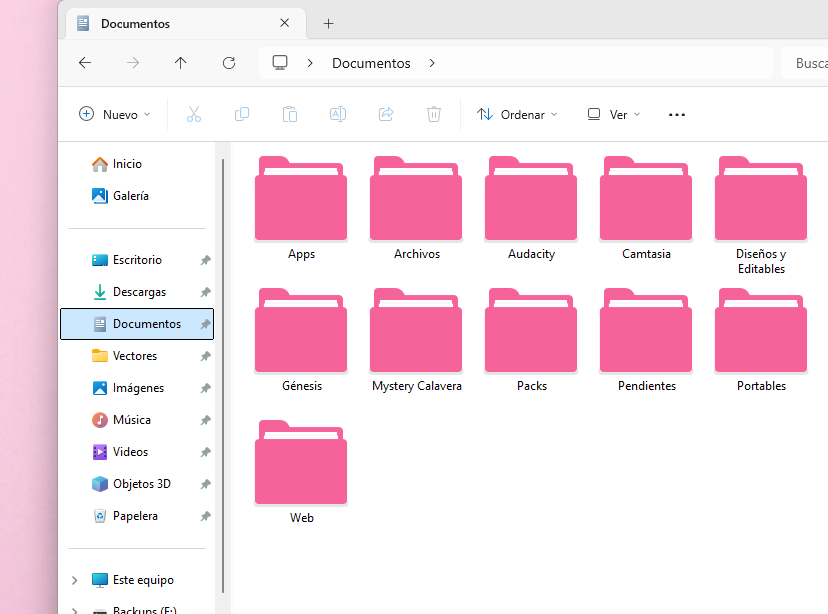 Documentos
Documentos
Busca
Nuevo
Ordenar
Ver
Inicio
Galería
Escritorio
Descargas
Documentos
Vectores
Imágenes
Música
Videos
Objetos 3D
Papelera
Este equipo
Backups (E:)
Apps
Archivos
Audacity
Camtasia
Diseños y
Editables
Génesis
Mystery Calavera
Packs
Pendientes
Portables
Web